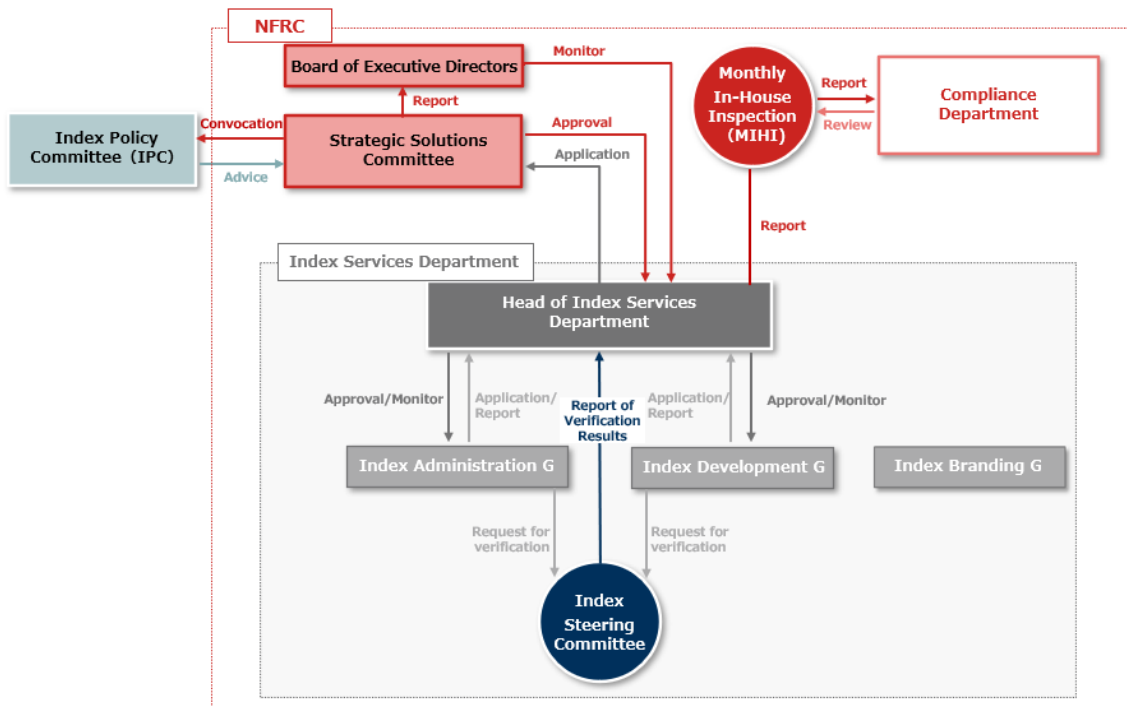 NFRC
Board of Executive Directors
Monitor
Report
Index Policy
Committee（IPC）
Convocation
Advice
Strategic Solutions
Committee
Approval
Application
Monthly
In-House
Inspection
（MIHI）
Report
Review
Compliance
Department
Report
Index Services Department
Head of Index Services
Department
Approval/Monitor
Application/
Report
Report of
Verification
Results
Application/
Report
Approval/Monitor
Index Administration G
Index Development G
Index Branding G
Request for
verification
Request for
verification
Index
Steering
Committee